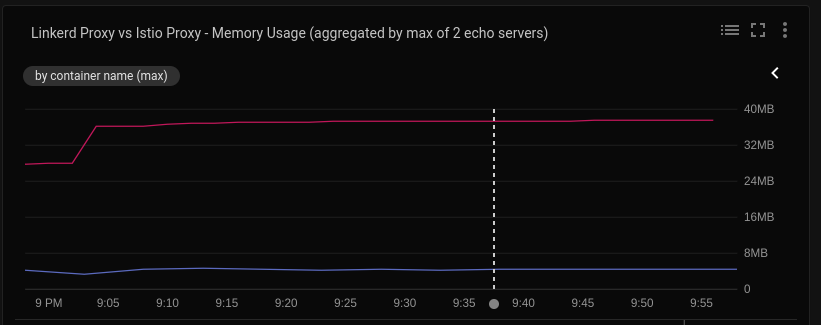 Linkerd Proxy vs Istio Proxy - Memory Usage (aggregated by max of 2 echo servers)
by container name (max)
40MB
32MB
24MB
16MB
8MB
0
9 PM 9:05 9:10 9:15 9:20 9:25 9:30 9:35 9:40 9:45 9:50 9:55